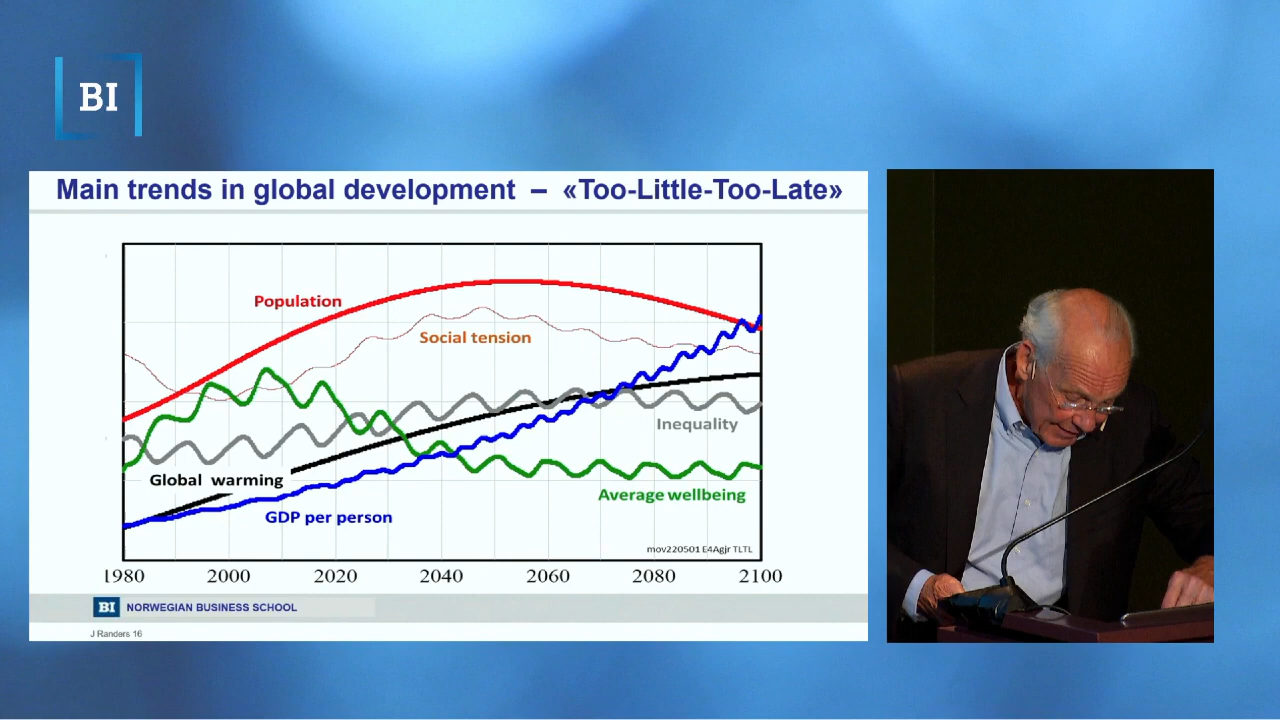 BI
Main trends in global development – «Too-Little-Too-Late»
Population
Social tension
Inequality
Global warming
Average wellbeing
GDP per person
mov220501 E4Agjr TLTL
1980 2000 2020 2040 2060 2080 2100
BI NORWEGIAN BUSINESS SCHOOL
J Randers 16